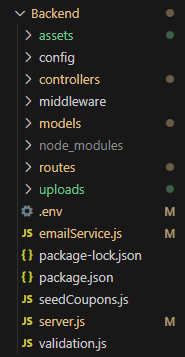 Backend
assets
config
controllers
middleware
models
node_modules
routes
uploads
.env M
JS emailService.js M
{} package-lock.json
{} package.json
JS seedCoupons.js
JS server.js M
JS validation.js